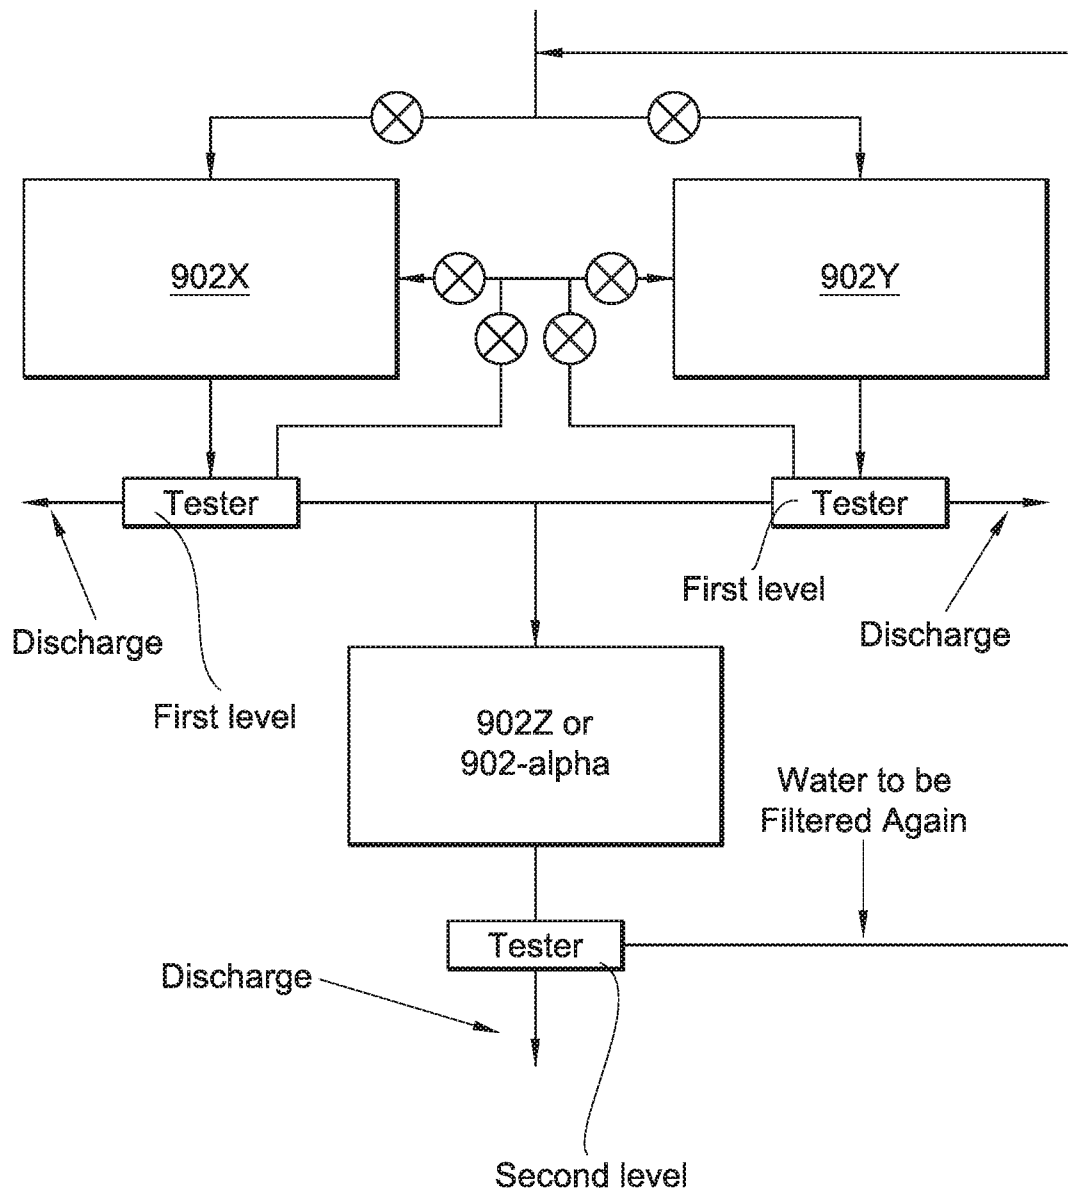 902X
902Y
Tester
Tester
First level
Discharge
Discharge
First level
902Z or
902-alpha
Water to be
Filtered Again
Tester
Discharge
Second level